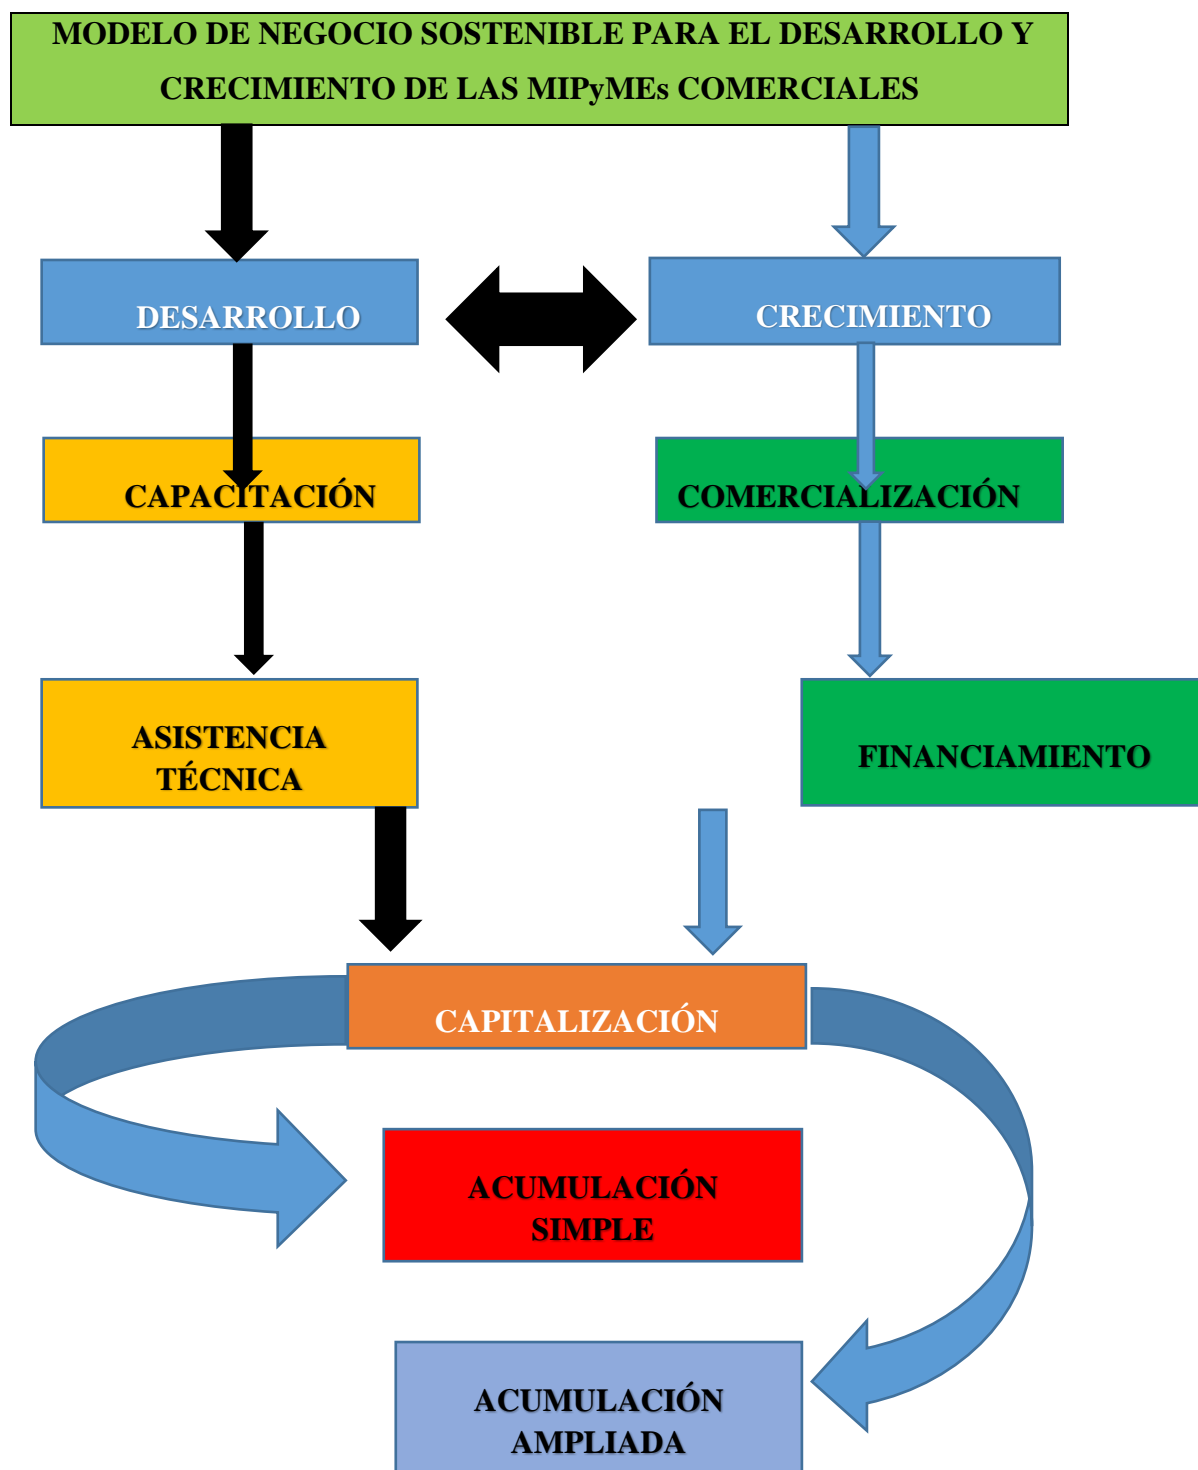 MODELO DE NEGOCIO SOSTENIBLE PARA EL DESARROLLO Y
CRECIMIENTO DE LAS MIPyMEs COMERCIALES
DESARROLLO
CRECIMIENTO
CAPACITACIÓN
COMERCIALIZACIÓN
ASISTENCIA
TÉCNICA
FINANCIAMIENTO
CAPITALIZACIÓN
ACUMULACIÓN
SIMPLE
ACUMULACIÓN
AMPLIADA